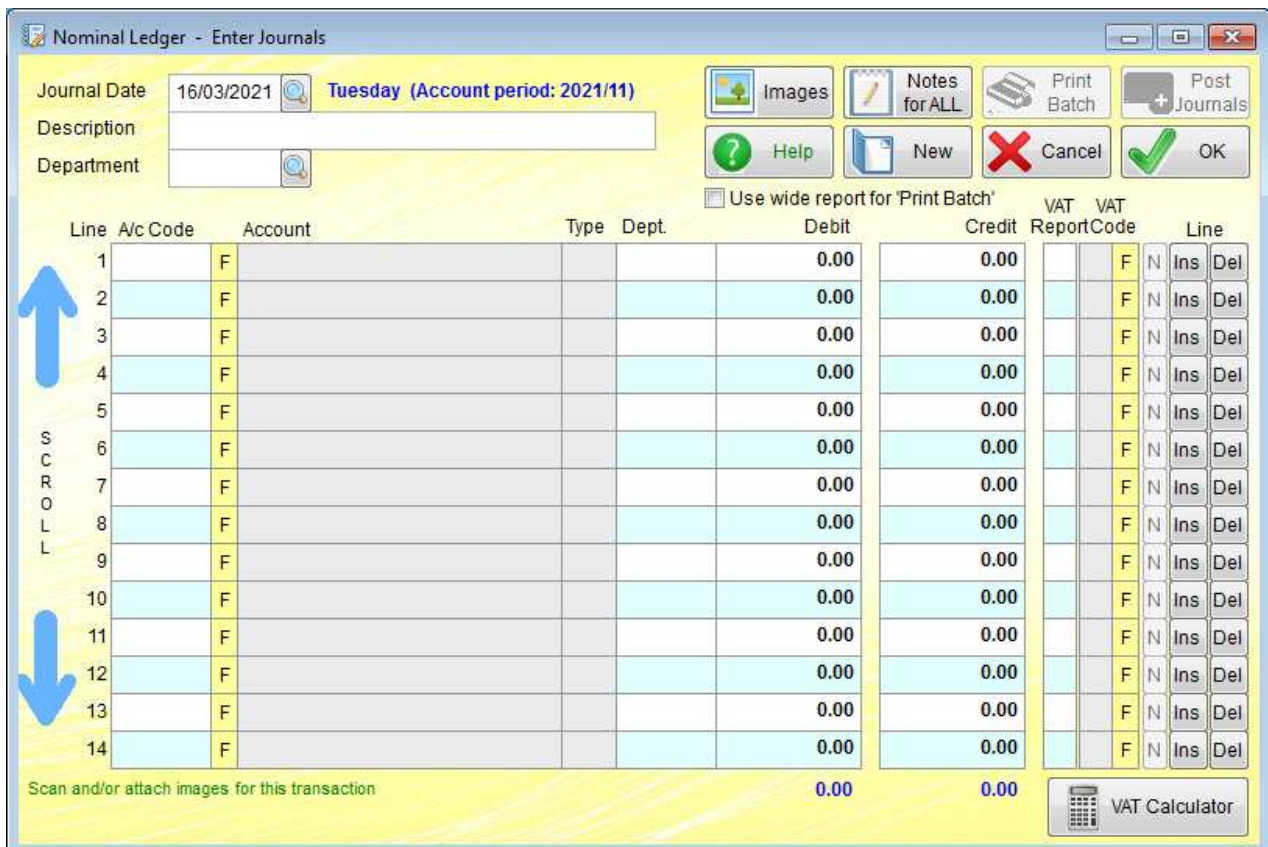 Nominal Ledger - Enter Journals
Journal Date 16/03/2021 Tuesday (Account period: 2021/11)
Description
Department
Images
Notes for ALL
Print Batch
Post Journals
Help
New
Cancel
OK
Use wide report for 'Print Batch'
Line A/c Code Account Type Dept. Debit Credit VAT Report VAT Code Line
1 F 0.00 0.00 F N Ins Del
2 F 0.00 0.00 F N Ins Del
3 F 0.00 0.00 F N Ins Del
4 F 0.00 0.00 F N Ins Del
5 F 0.00 0.00 F N Ins Del
6 F 0.00 0.00 F N Ins Del
7 F 0.00 0.00 F N Ins Del
8 F 0.00 0.00 F N Ins Del
9 F 0.00 0.00 F N Ins Del
10 F 0.00 0.00 F N Ins Del
11 F 0.00 0.00 F N Ins Del
12 F 0.00 0.00 F N Ins Del
13 F 0.00 0.00 F N Ins Del
14 F 0.00 0.00 F N Ins Del
SCROLL
Scan and/or attach images for this transaction 0.00 0.00
VAT Calculator